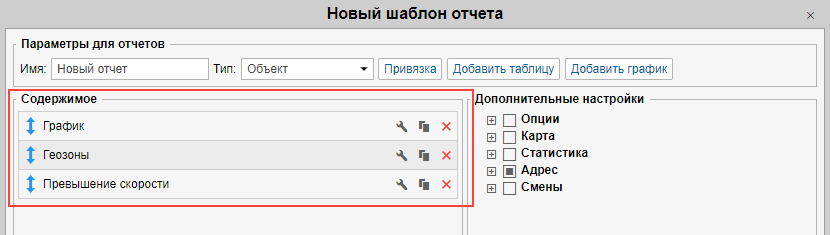 Новый шаблон отчета
Параметры для отчетов
Имя: Новый отчет Тип: Объект Привязка Добавить таблицу Добавить график
Содержимое
График
Геозоны
Превышение скорости
Дополнительные настройки
Опции
Карта
Статистика
Адрес
Смены